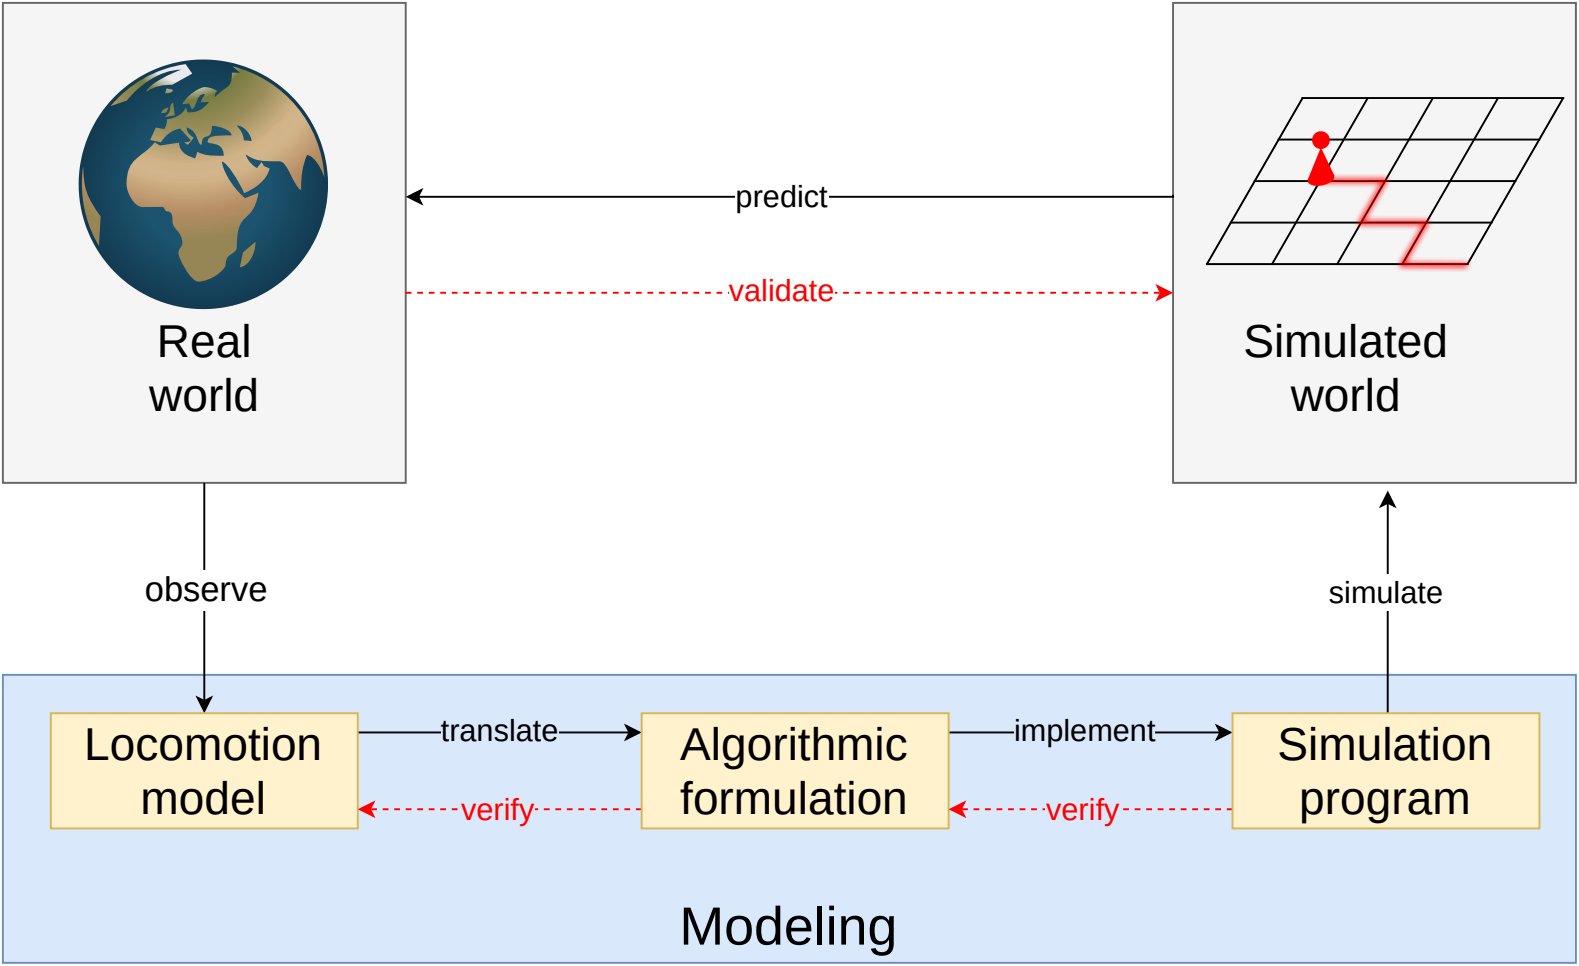 predict
validate
Real
world
Simulated
world
observe
simulate
Locomotion
model
translate
verify
Algorithmic
formulation
implement
verify
Simulation
program
Modeling